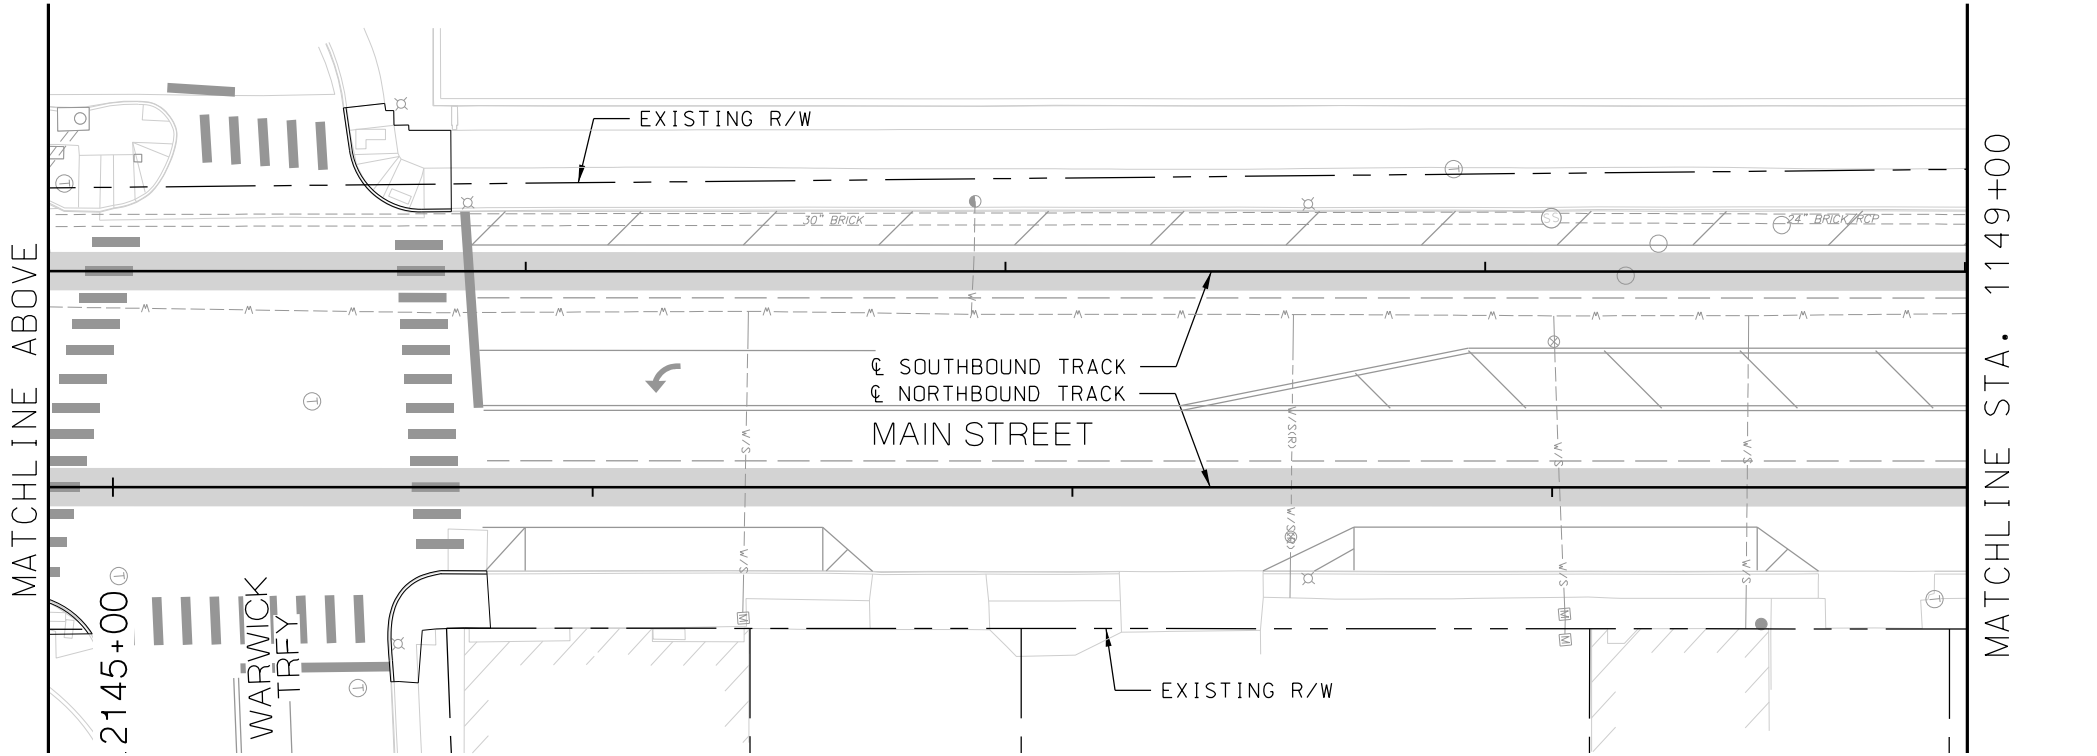 MATCHLINE ABOVE
EXISTING R/W
30" BRICK
SS
24" BRICK/RCP
T
T
W
℄ SOUTHBOUND TRACK
℄ NORTHBOUND TRACK
MAIN STREET
T
W/S
W/S(R)
W/S
W/S
W/S
W/S(R)
W/S
W/S
T
T
M
M
M
.2145+00
WARWICK
TRFY
T
EXISTING R/W
MATCHLINE STA. 1149+00